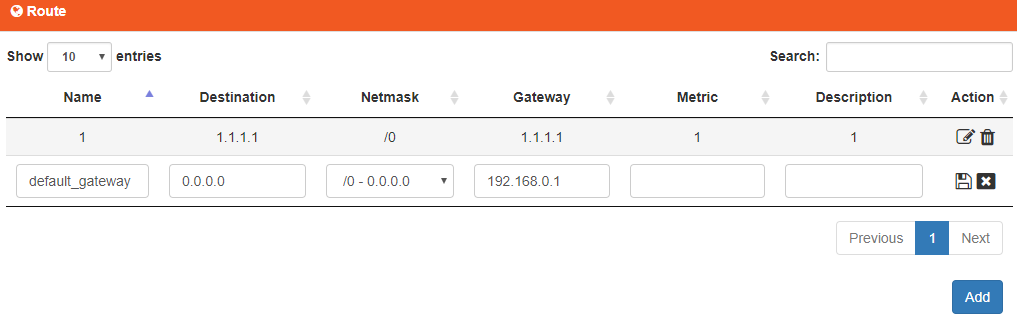 Route
Show 10 entries Search:
Name Destination Netmask Gateway Metric Description Action
1 1.1.1.1 /0 1.1.1.1 1 1
default_gateway 0.0.0.0 /0 - 0.0.0.0 192.168.0.1
Previous 1 Next
Add